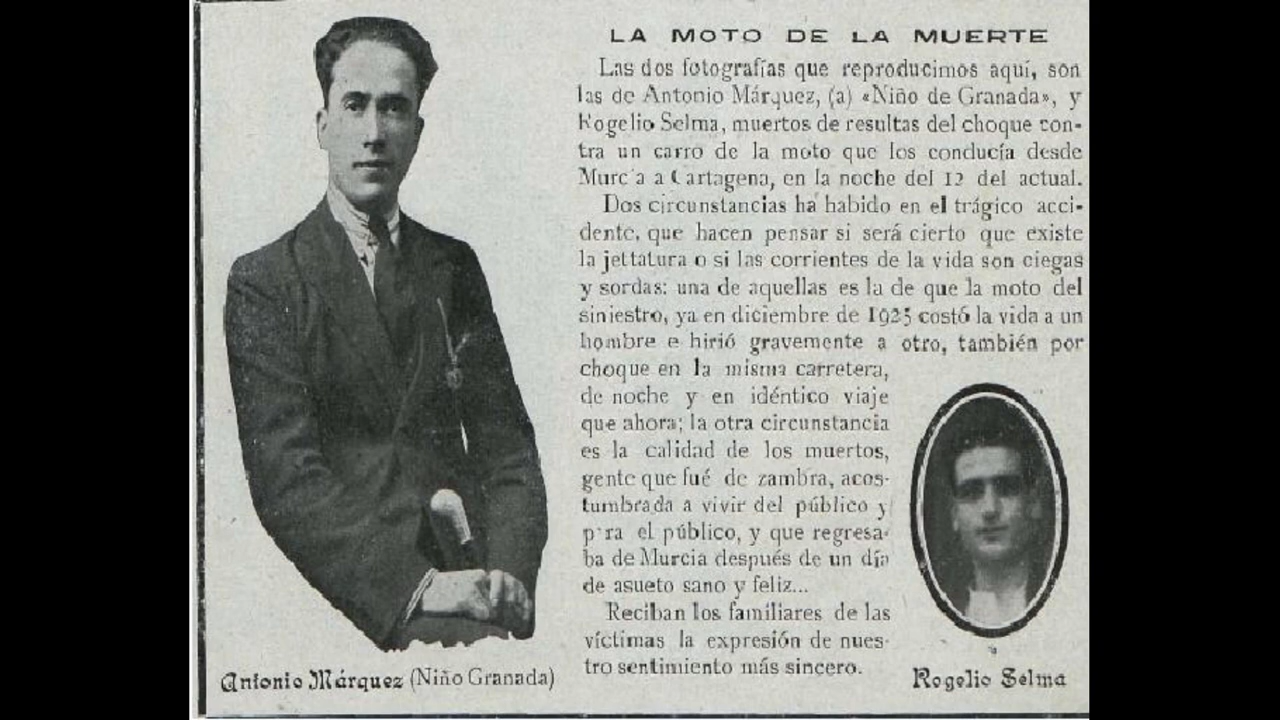 LA MOTO DE LA MUERTE
Las dos fotografías que reproducimos aquí, son
las de Antonio Márquez, (a) «Niño de Granada», y
Rogelio Selma, muertos de resultas del choque con-
tra un carro de la moto que los conducía desde
Murcia a Cartagena, en la noche del 12 del actual.
Dos circunstancias ha habido en el trágico acci-
dente, que hacen pensar si será cierto que existe
la jettatura o si las corrientes de la vida son ciegas
y sordas: una de aquellas es la de que la moto del
siniestro, ya en diciembre de 1925 costó la vida a un
hombre e hirió gravemente a otro, también por
choque en la misma carretera,
de noche y en idéntico viaje
que ahora; la otra circunstancia
es la calidad de los muertos,
gente que fué de zambra, acos-
tumbrada a vivir del público y
para el público, y que regresa-
ba de Murcia después de un día
de asueto sano y feliz...
Reciban los familiares de las
víctimas la expresión de nues-
tro sentimiento más sincero.
Antonio Márquez (Niño Granada)
Rogelio Selma